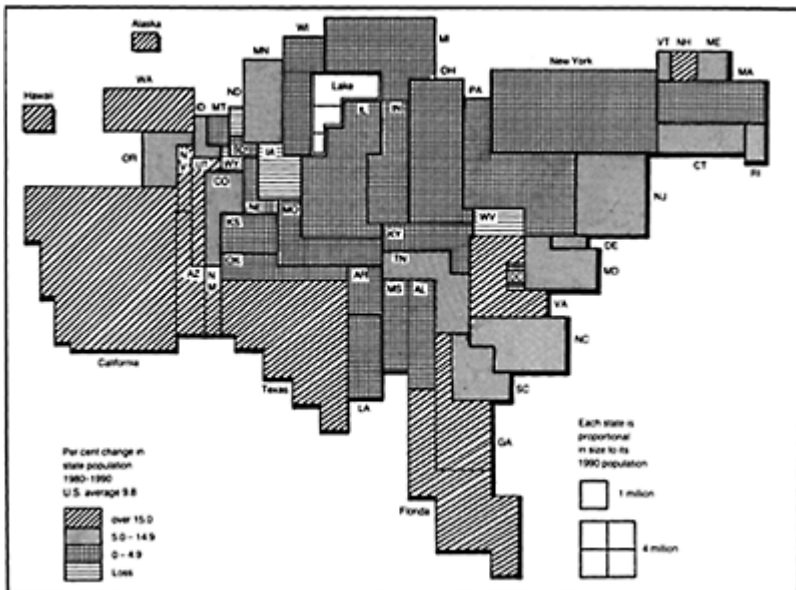 Alaska
Hawaii
WA
ID
MT
ND
MN
WI
MI
Lake
OH
PA
New York
VT
NH
ME
MA
CT
RI
NJ
OR
UT
WY
IA
IL
IN
CO
NE
KS
MO
KY
WV
DE
MD
VA
AZ
N
M
OK
TN
AR
MS
AL
NC
SC
GA
California
Texas
LA
Florida
Per cent change in
state population
1980-1990
U.S. average 9.8
over 15.0
5.0 - 14.9
0 - 4.9
Loss
Each state is
proportional
in size to its
1990 population
1 million
4 million